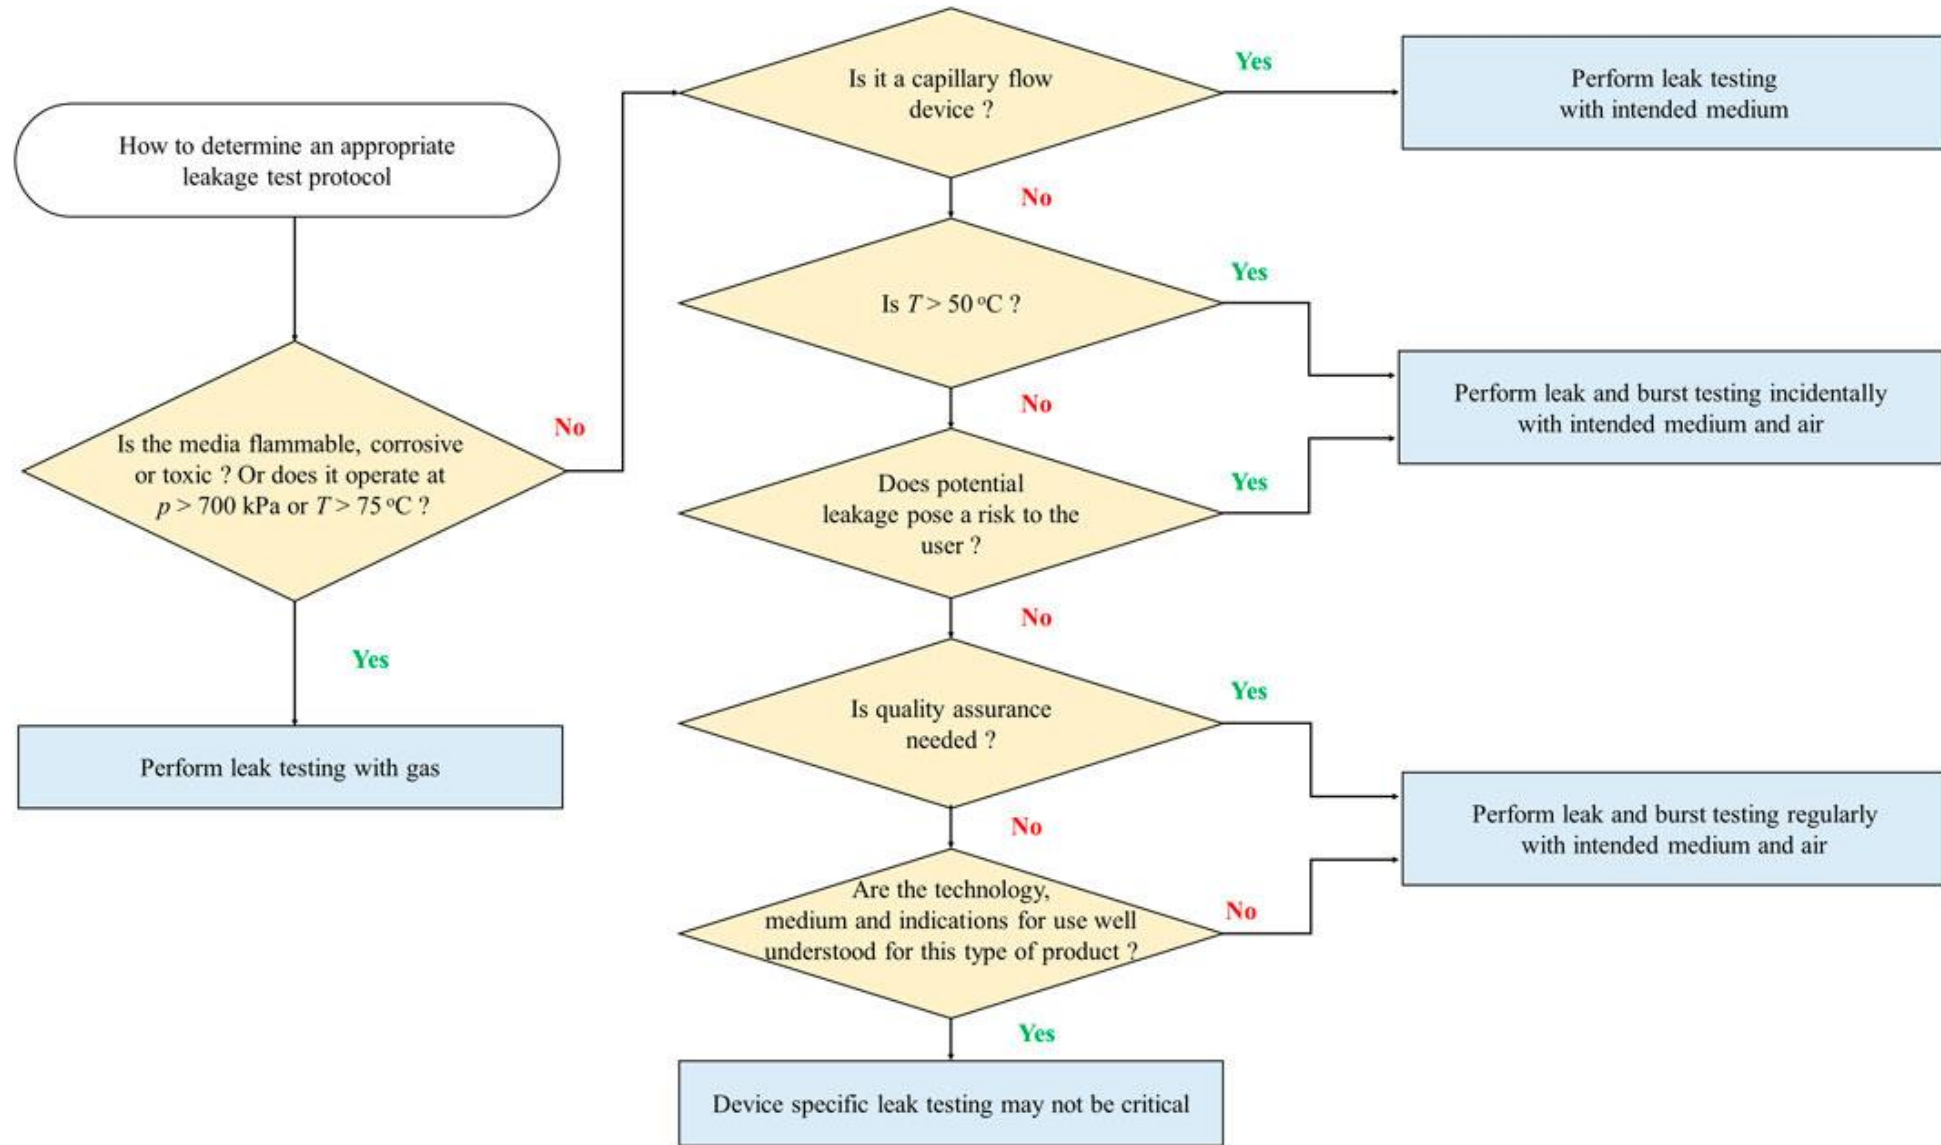 How to determine an appropriate
leakage test protocol
Is the media flammable, corrosive
or toxic ? Or does it operate at
p > 700 kPa or T > 75 °C ?
No
Yes
Perform leak testing with gas
Is it a capillary flow
device ?
Yes
Perform leak testing
with intended medium
No
Is T > 50 °C ?
Yes
Perform leak and burst testing incidentally
with intended medium and air
No
Does potential
leakage pose a risk to the
user ?
Yes
No
Is quality assurance
needed ?
Yes
Perform leak and burst testing regularly
with intended medium and air
No
Are the technology,
medium and indications for use well
understood for this type of product ?
No
Yes
Device specific leak testing may not be critical